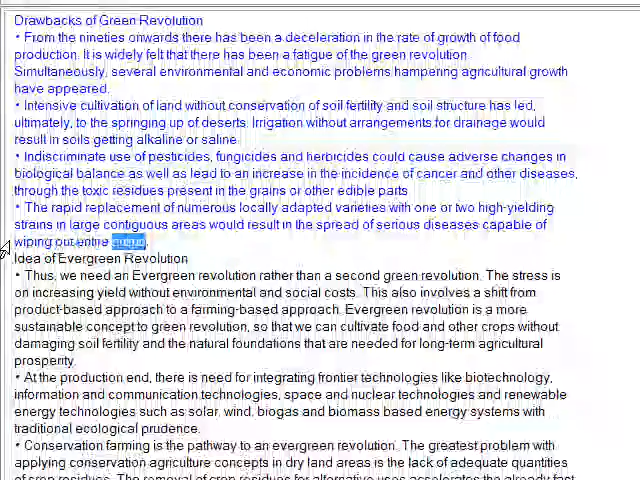 Drawbacks of Green Revolution
• From the nineties onwards there has been a deceleration in the rate of growth of food
production. It is widely felt that there has been a fatigue of the green revolution
Simultaneously, several environmental and economic problems hampering agricultural growth
have appeared.
• Intensive cultivation of land without conservation of soil fertility and soil structure has led,
ultimately, to the springing up of deserts. Irrigation without arrangements for drainage would
result in soils getting alkaline or saline
• Indiscriminate use of pesticides, fungicides and herbicides could cause adverse changes in
biological balance as well as lead to an increase in the incidence of cancer and other diseases,
through the toxic residues present in the grains or other edible parts
• The rapid replacement of numerous locally adapted varieties with one or two high-yielding
strains in large contiguous areas would result in the spread of serious diseases capable of
wiping out entire
Idea of Evergreen Revolution
• Thus, we need an Evergreen revolution rather than a second green revolution. The stress is
on increasing yield without environmental and social costs. This also involves a shift from
product-based approach to a farming-based approach. Evergreen revolution is a more
sustainable concept to green revolution, so that we can cultivate food and other crops without
damaging soil fertility and the natural foundations that are needed for long-term agricultural
prosperity.
• At the production end, there is need for integrating frontier technologies like biotechnology,
information and communication technologies, space and nuclear technologies and renewable
energy technologies such as solar, wind, biogas and biomass based energy systems with
traditional ecological prudence.
• Conservation farming is the pathway to an evergreen revolution. The greatest problem with
applying conservation agriculture concepts in dry land areas is the lack of adequate quantities
of crop residues. The removal of crop residues for alternative uses accelerates the already fast